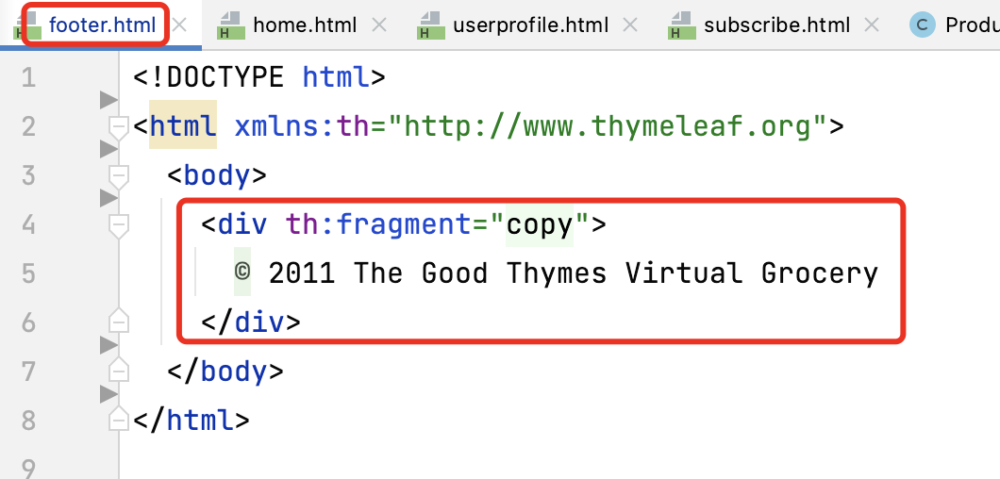 footer.html home.html userprofile.html subscribe.html C Produ
1 <!DOCTYPE html>
2 <html xmlns:th="http://www.thymeleaf.org">
3 <body>
4 <div th:fragment="copy">
5 © 2011 The Good Thymes Virtual Grocery
6 </div>
7 </body>
8 </html>
9